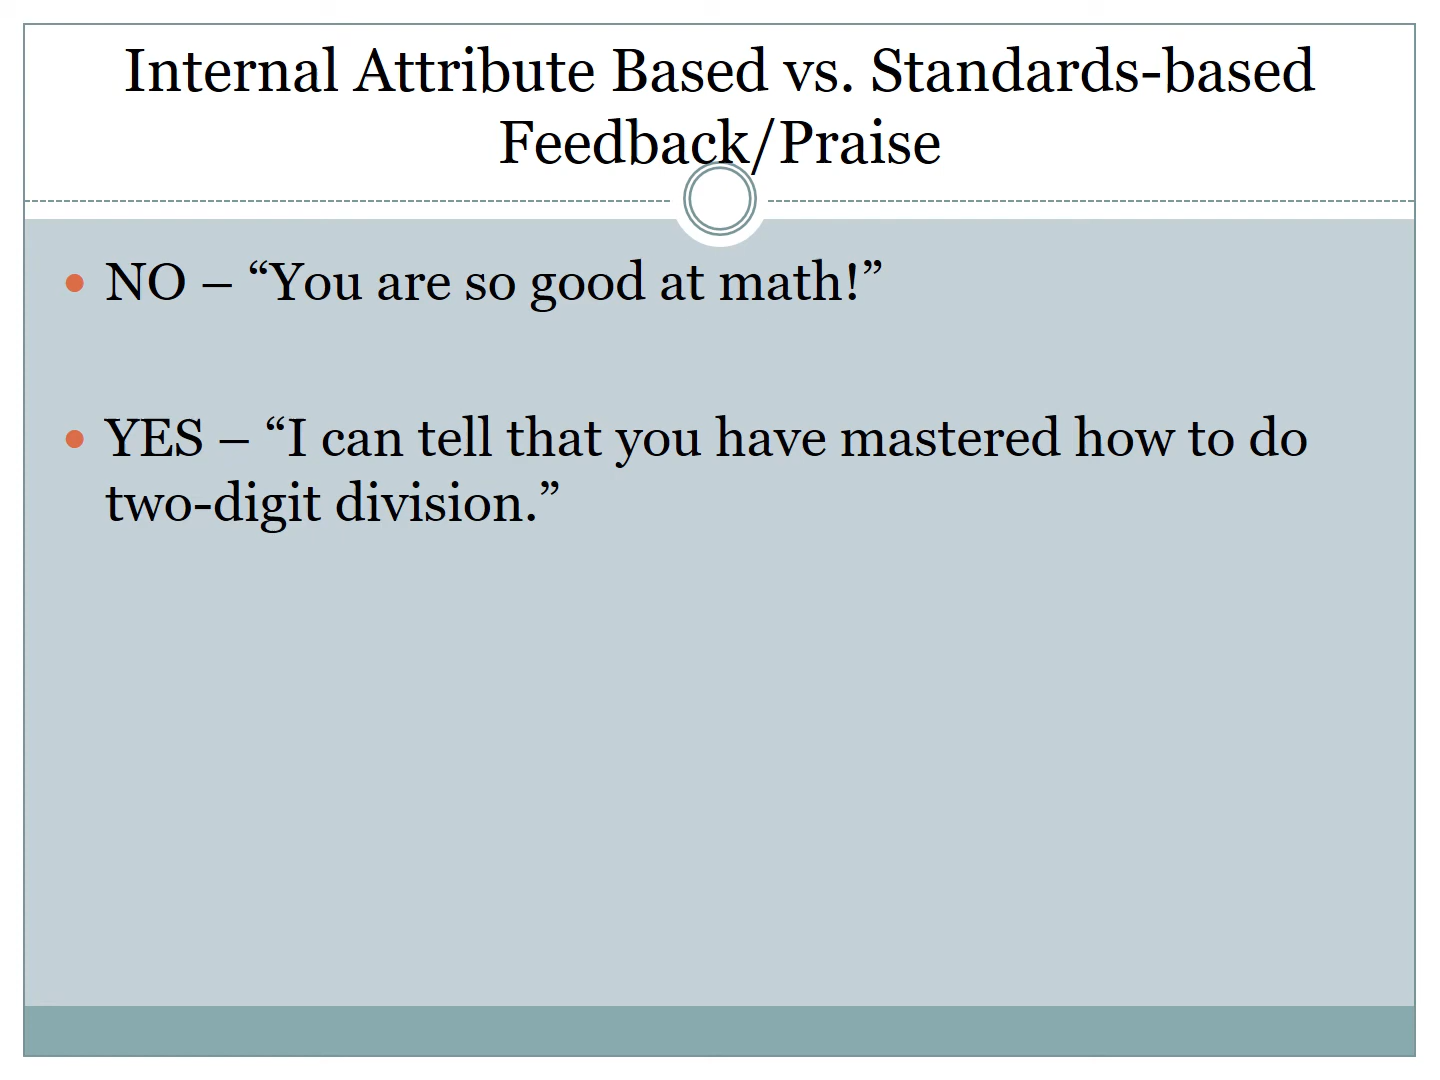 Internal Attribute Based vs. Standards-based
Feedback/Praise
• NO – “You are so good at math!”
• YES – “I can tell that you have mastered how to do
two-digit division.”